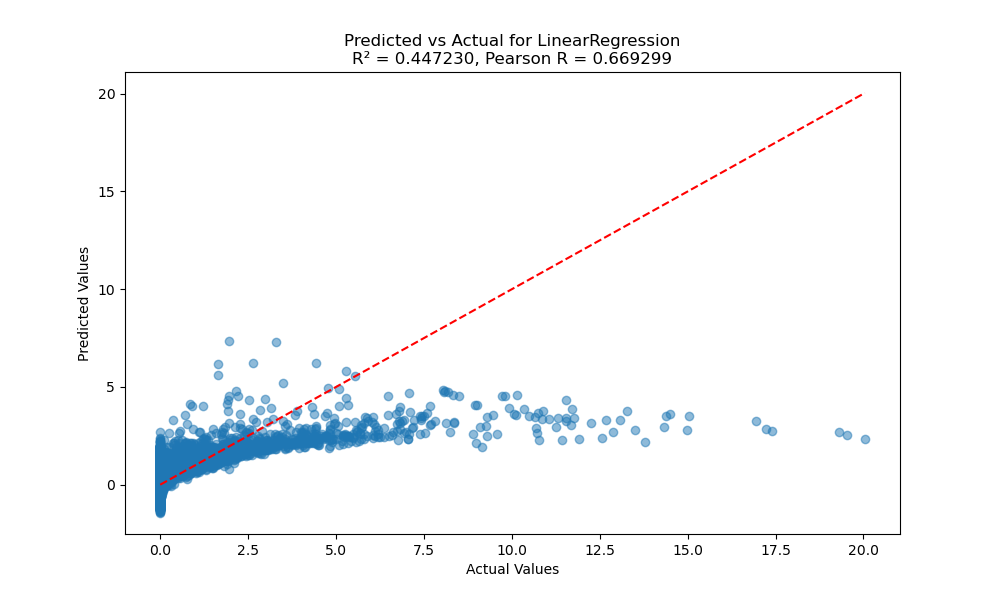 Predicted vs Actual for LinearRegression
R² = 0.447230, Pearson R = 0.669299
20
15
10
5
0
Predicted Values
0.0 2.5 5.0 7.5 10.0 12.5 15.0 17.5 20.0
Actual Values